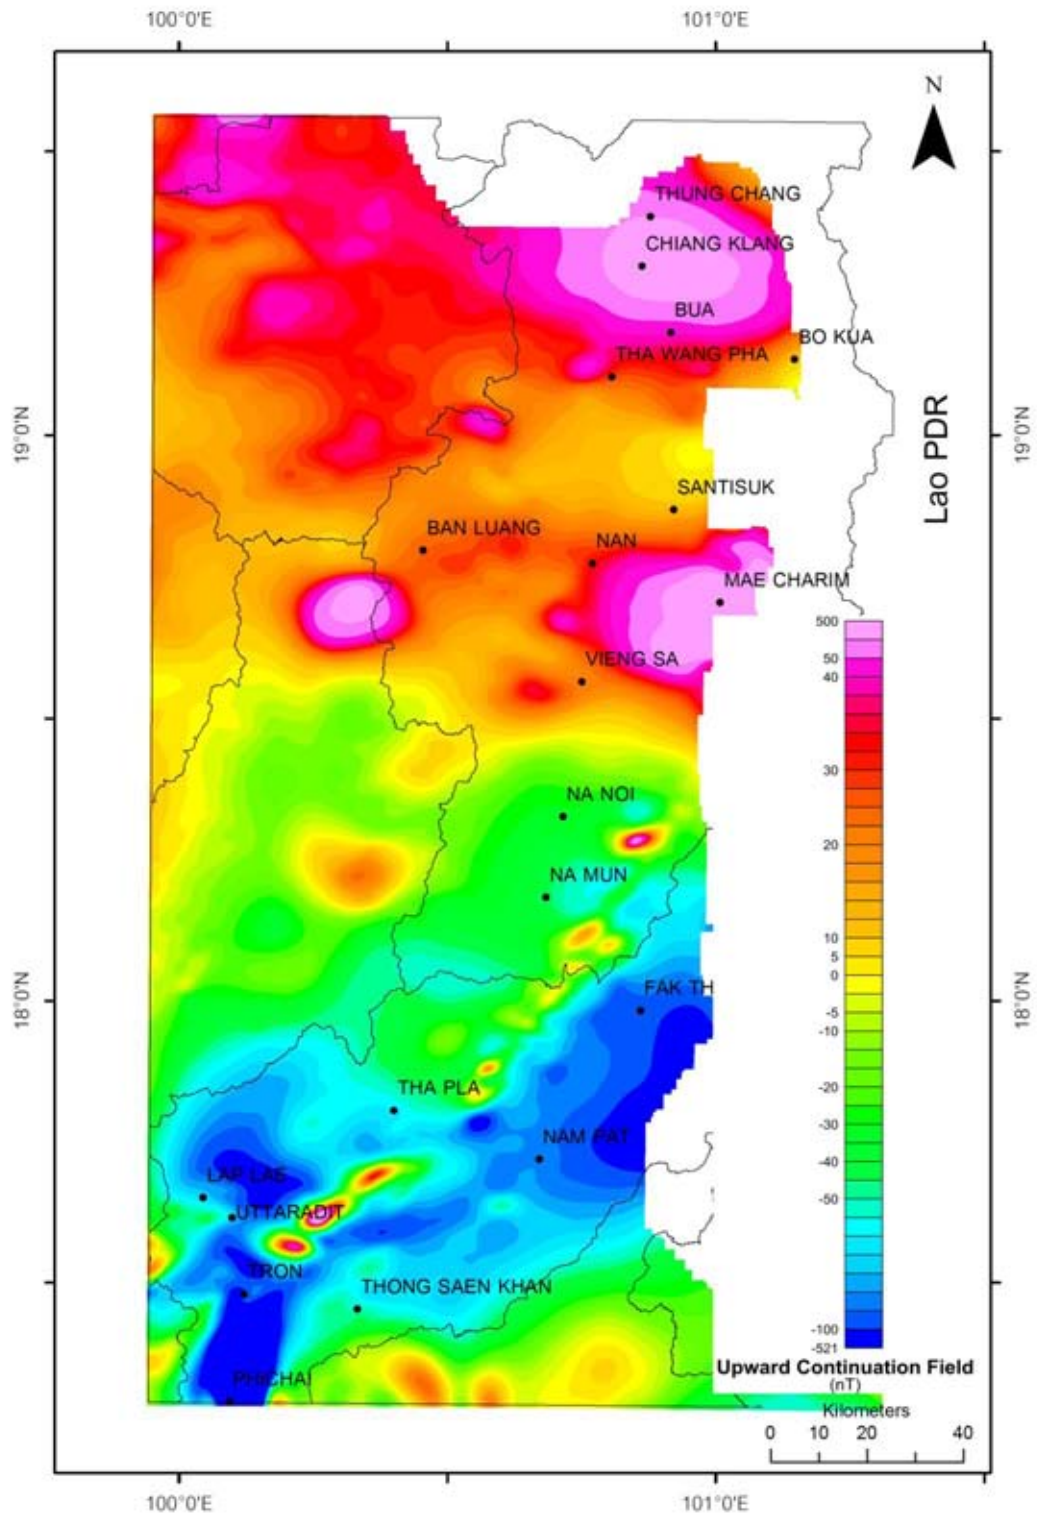 100°0'E 101°0'E
N
THUNG CHANG
CHIANG KLANG
BUA
BO KUA
THA WANG PHA
19°0'N
19°0'N
Lao PDR
SANTISUK
BAN LUANG
NAN
MAE CHARIM
VIENG SA
NA NOI
NA MUN
18°0'N
18°0'N
FAK TH
THA PLA
NAM PAT
LAP LAE
UTTARADIT
TRON
THONG SAEN KHAN
PHICHAI
500
50
40
30
20
10
5
0
-5
-10
-20
-30
-40
-50
-100
-521
Upward Continuation Field
(nT)
Kilometers
0 10 20 40
100°0'E 101°0'E